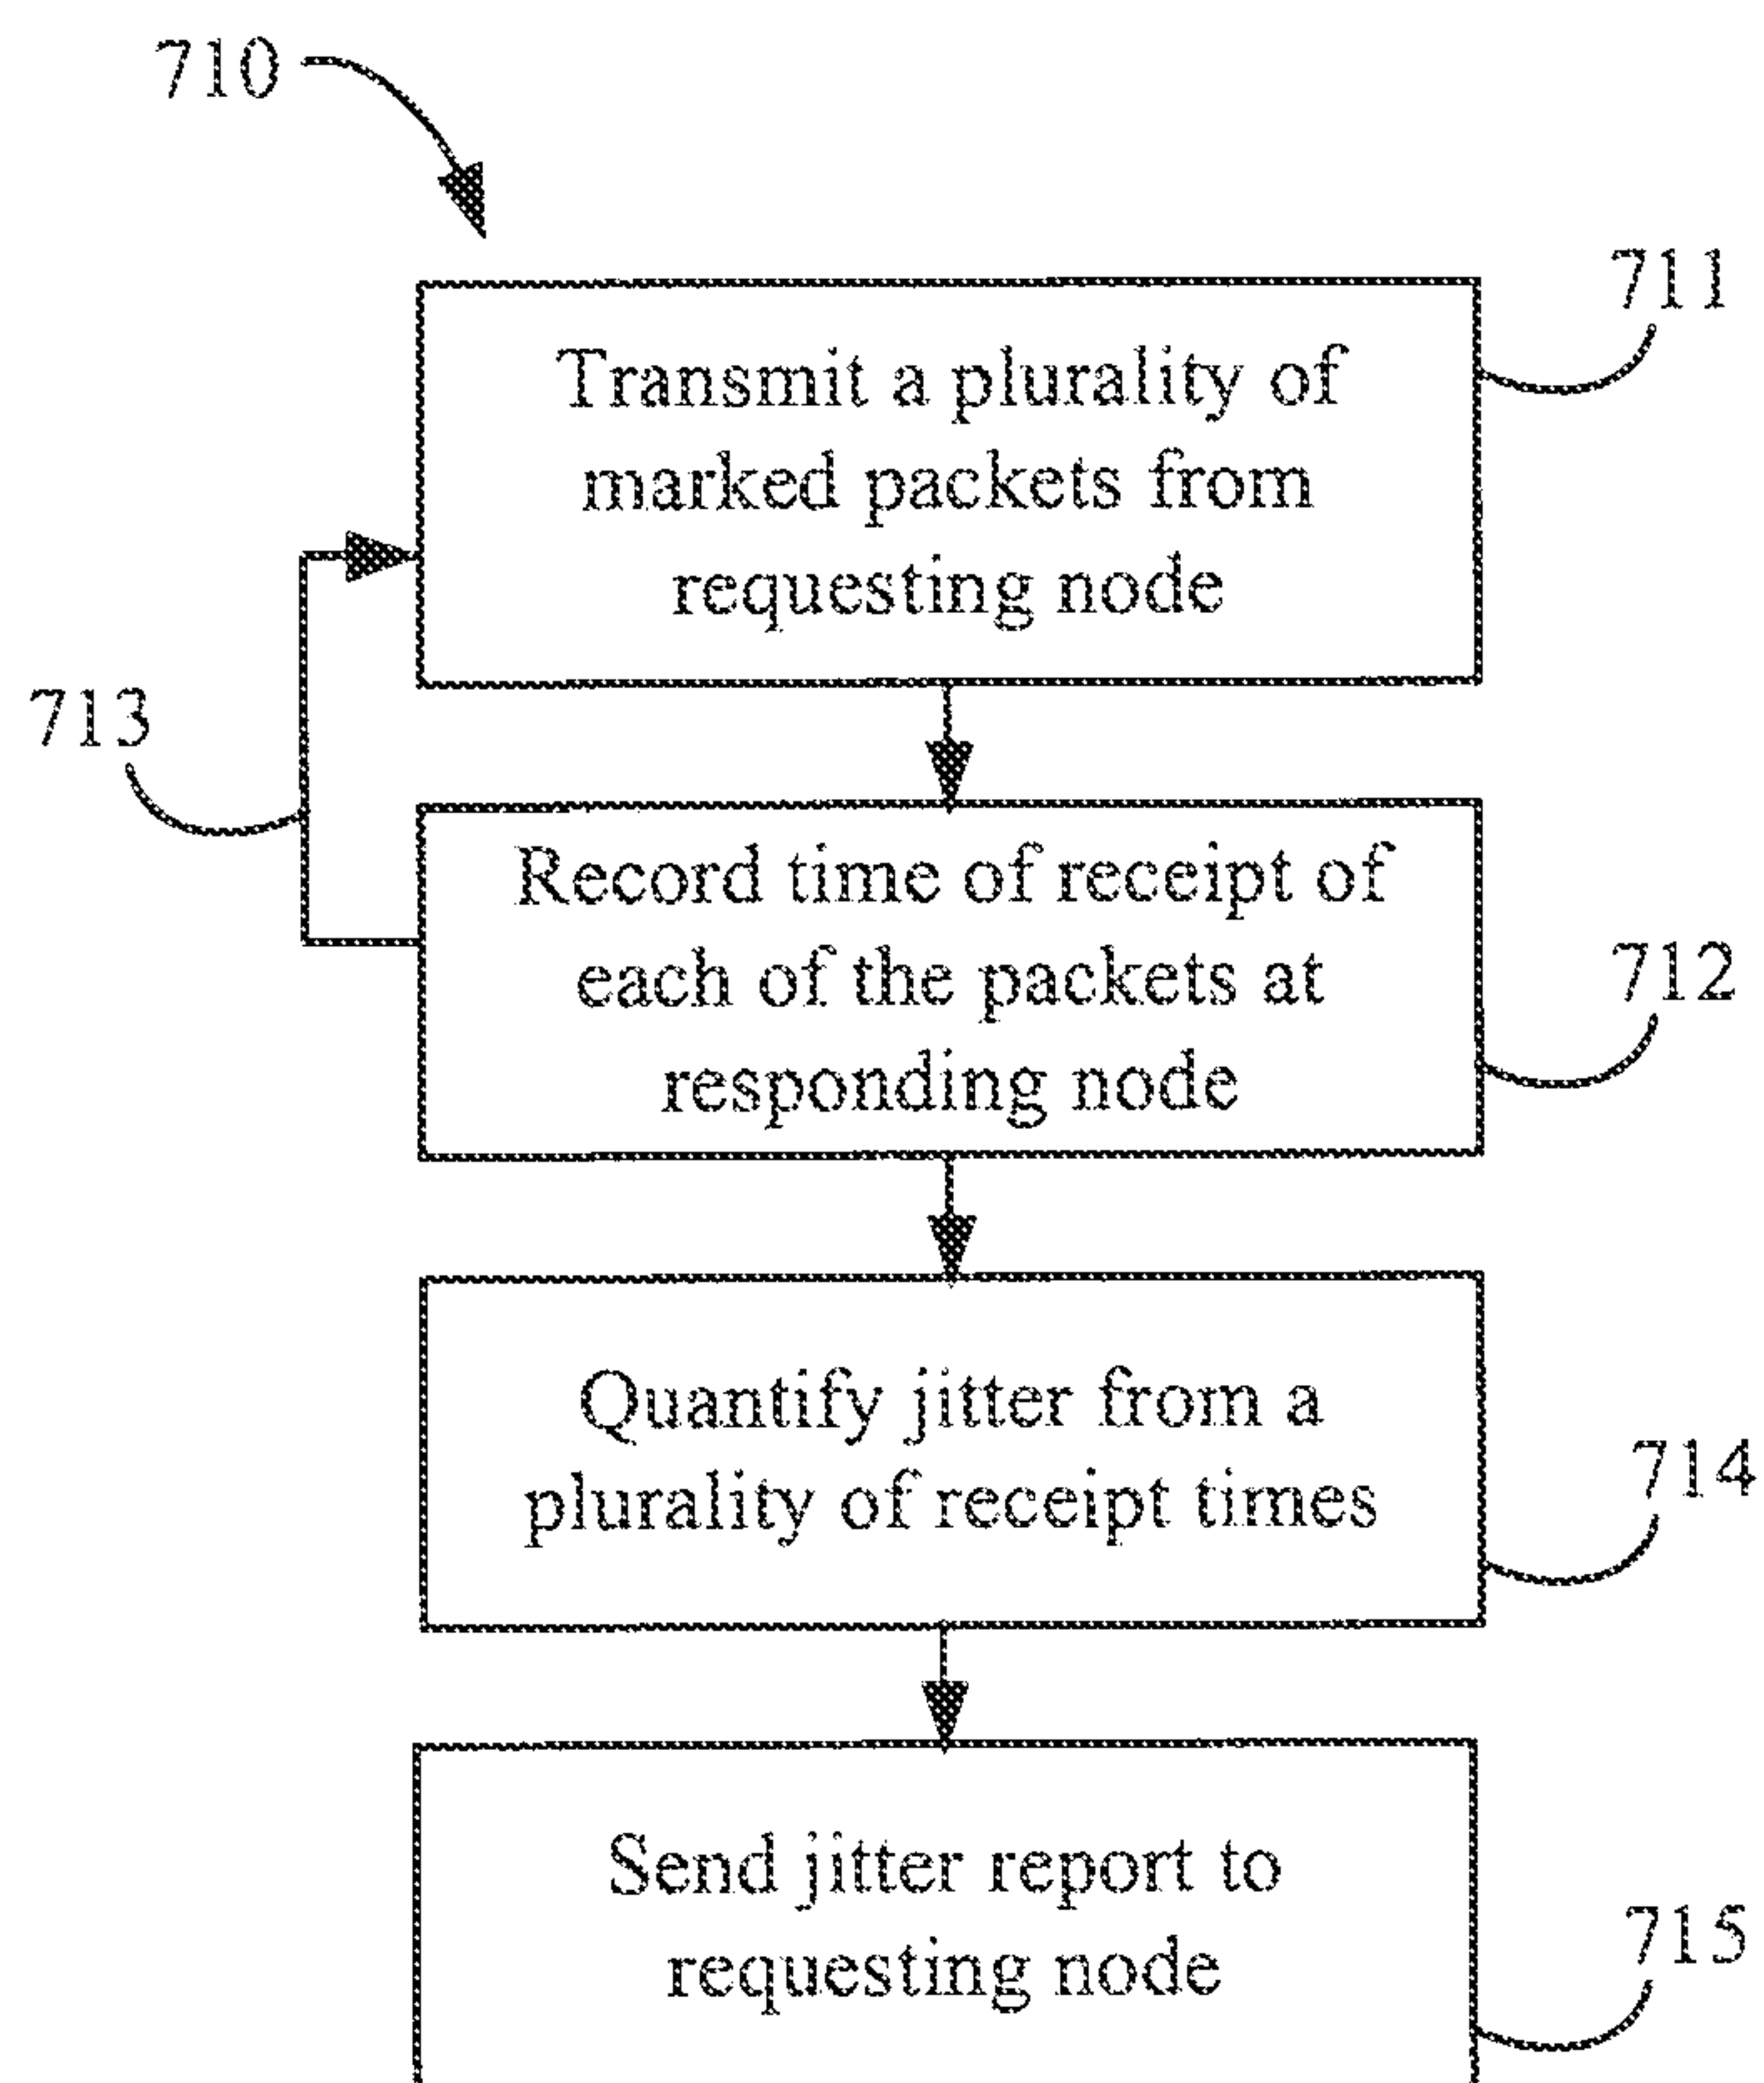 710
711
Transmit a plurality of
marked packets from
requesting node
713
Record time of receipt of
each of the packets at
responding node
712
Quantify jitter from a
plurality of receipt times
714
Send jitter report to
requesting node
715